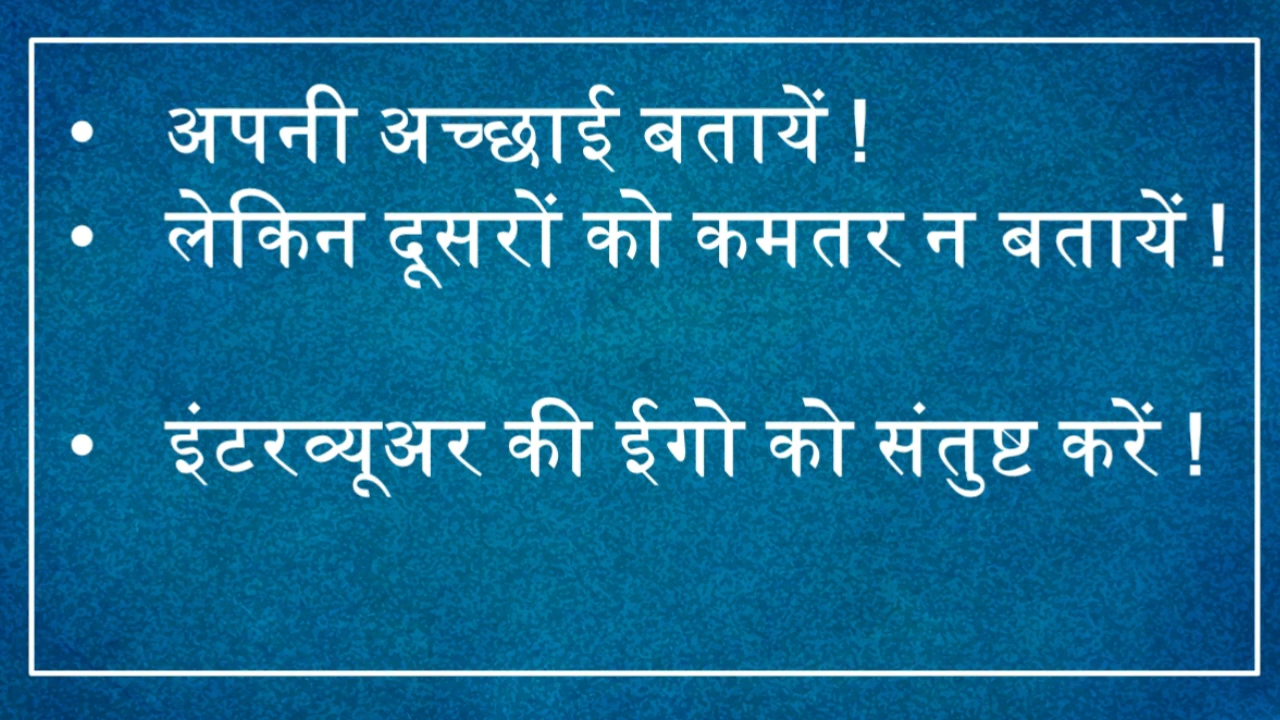 • अपनी अच्छाई बतायें !
• लेकिन दूसरों को कमतर न बतायें !
• इंटरव्यूअर की ईगो को संतुष्ट करें !